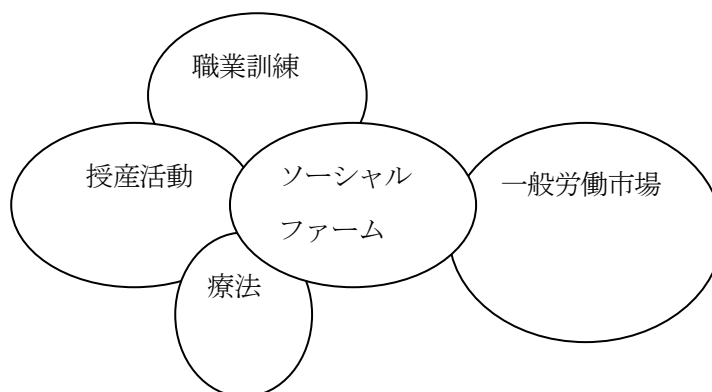 職業訓練
授産活動
ソーシャル
ファーム
一般労働市場
療法